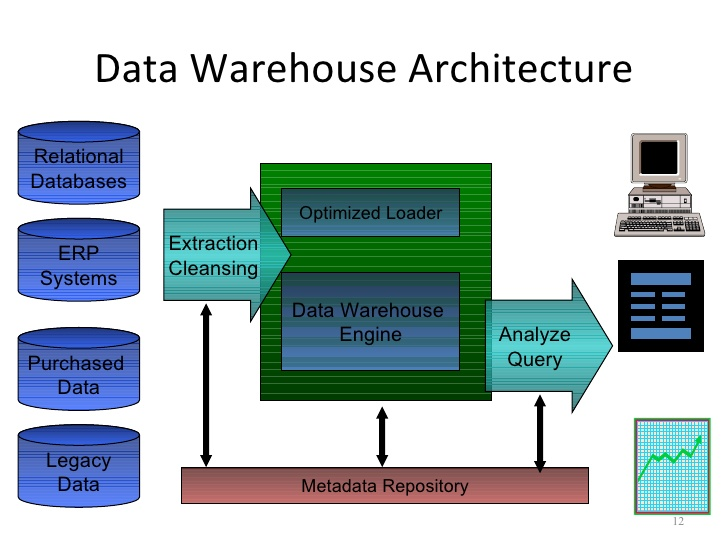 Data Warehouse Architecture
Relational
Databases
ERP
Systems
Purchased
Data
Legacy
Data
Extraction
Cleansing
Optimized Loader
Data Warehouse
Engine
Analyze
Query
Metadata Repository
12